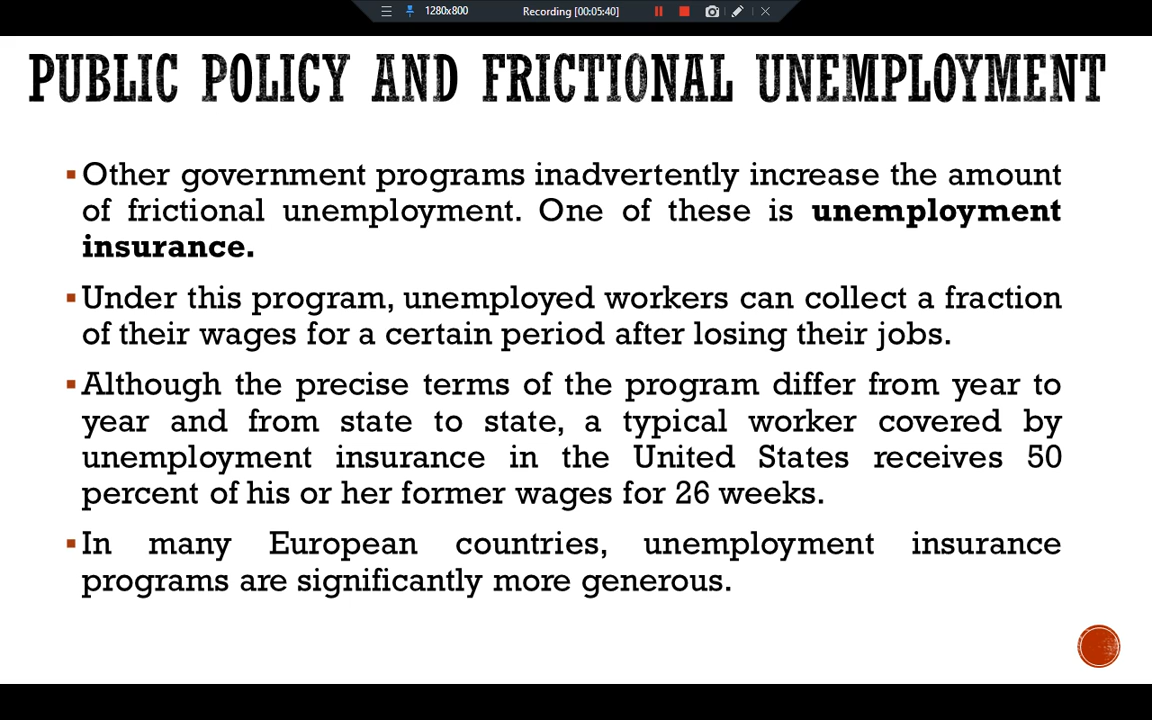 1280x800
Recording [00:05:40]
PUBLIC POLICY AND FRICTIONAL UNEMPLOYMENT
▪Other government programs inadvertently increase the amount
of frictional unemployment. One of these is unemployment
insurance.
▪Under this program, unemployed workers can collect a fraction
of their wages for a certain period after losing their jobs.
▪Although the precise terms of the program differ from year to
year and from state to state, a typical worker covered by
unemployment insurance in the United States receives 50
percent of his or her former wages for 26 weeks.
▪In many European countries, unemployment insurance
programs are significantly more generous.